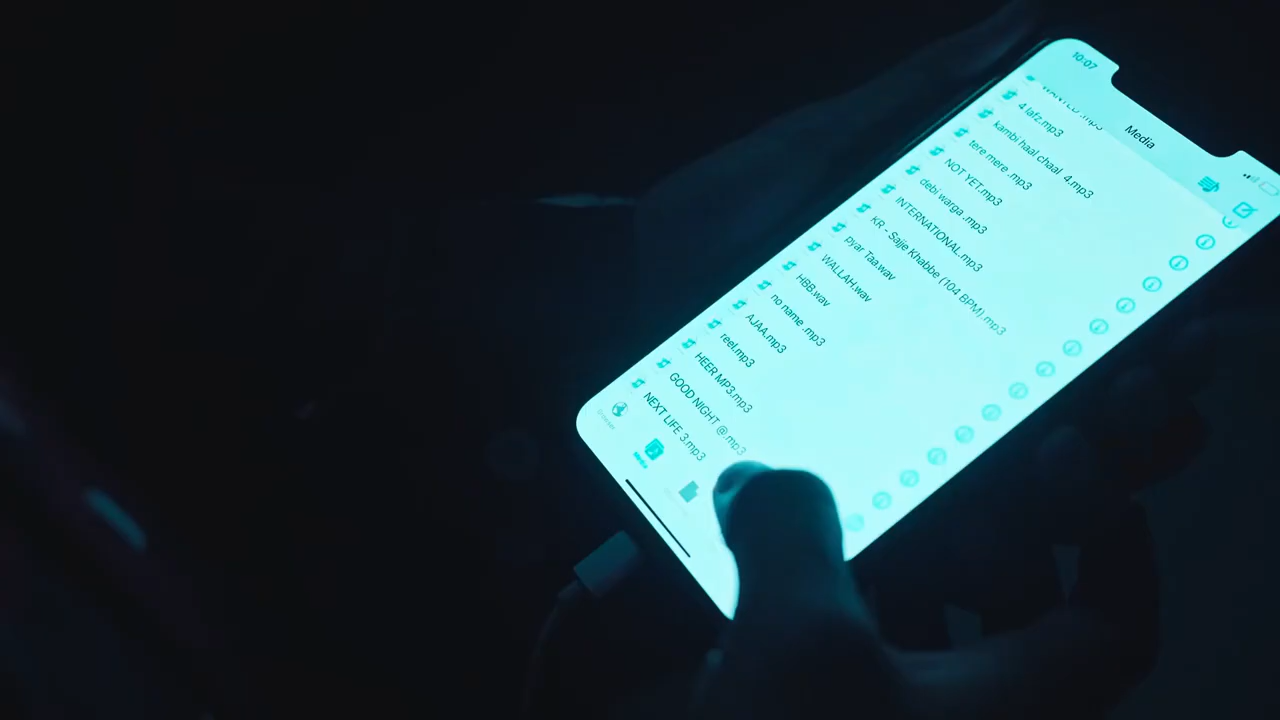 10:07
Media
4 lafz.mp3
kambi haal chaal 4.mp3
tere mere .mp3
NOT YET.mp3
debi warga .mp3
INTERNATIONAL.mp3
KR - Sajje Khabbe (104 BPM).mp3
pyar Taa.wav
WALLAH.wav
HBB.wav
no name .mp3
AJAA.mp3
reel.mp3
HEER MP3.mp3
GOOD NIGHT @.mp3
NEXT LIFE 3.mp3
Browser
Media